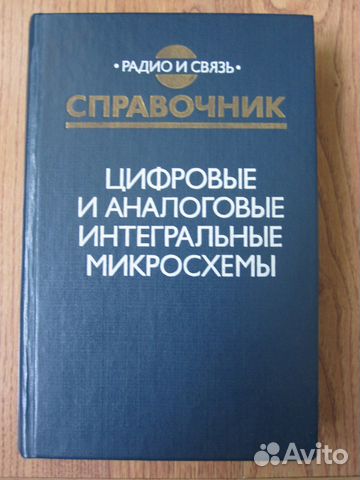 • РАДИО И СВЯЗЬ •
СПРАВОЧНИК
ЦИФРОВЫЕ
И АНАЛОГОВЫЕ
ИНТЕГРАЛЬНЫЕ
МИКРОСХЕМЫ
Avito